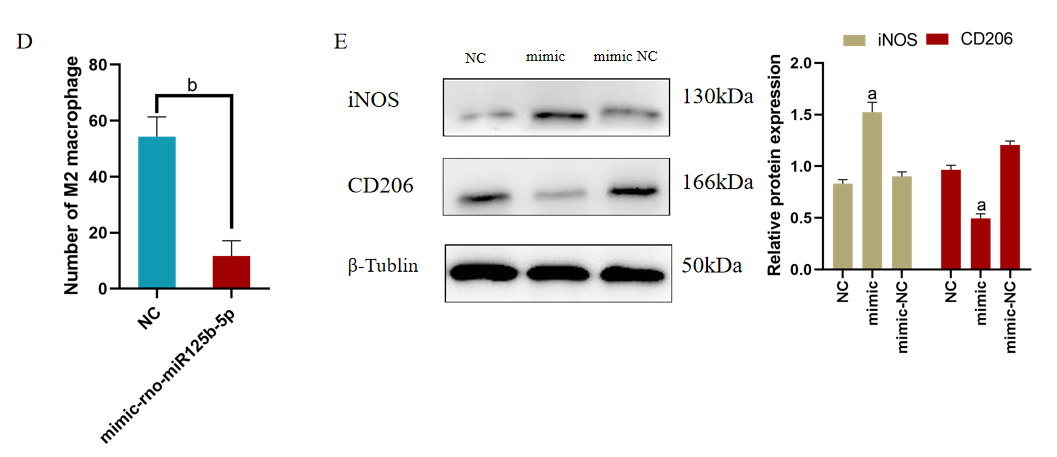 D
Number of M2 macrophage
80
60
40
20
0
b
NC
mimic-rno-miR125b-5p
E
NC mimic mimic NC
iNOS 130kDa
CD206 166kDa
β-Tublin 50kDa
iNOS CD206
Relative protein expression
2.0
1.5
1.0
0.5
0.0
a
a
NC
mimic
mimic-NC
NC
mimic
mimic-NC